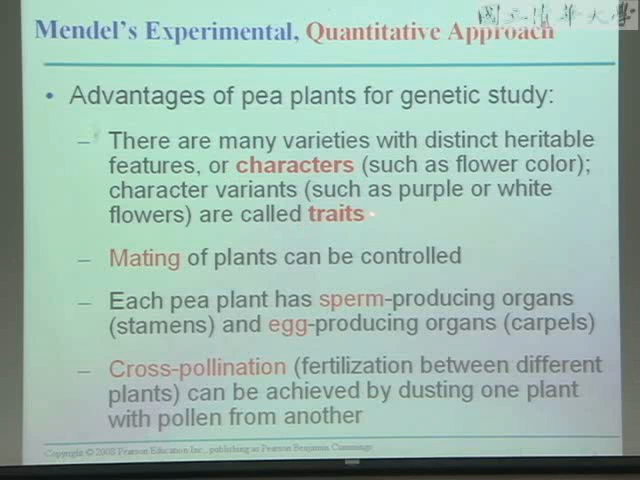 國立清華大學
Mendel's Experimental, Quantitative Approach
• Advantages of pea plants for genetic study:
– There are many varieties with distinct heritable
features, or characters (such as flower color);
character variants (such as purple or white
flowers) are called traits
– Mating of plants can be controlled
– Each pea plant has sperm-producing organs
(stamens) and egg-producing organs (carpels)
– Cross-pollination (fertilization between different
plants) can be achieved by dusting one plant
with pollen from another
Copyright © 2008 Pearson Education Inc., publishing as Pearson Benjamin Cummings